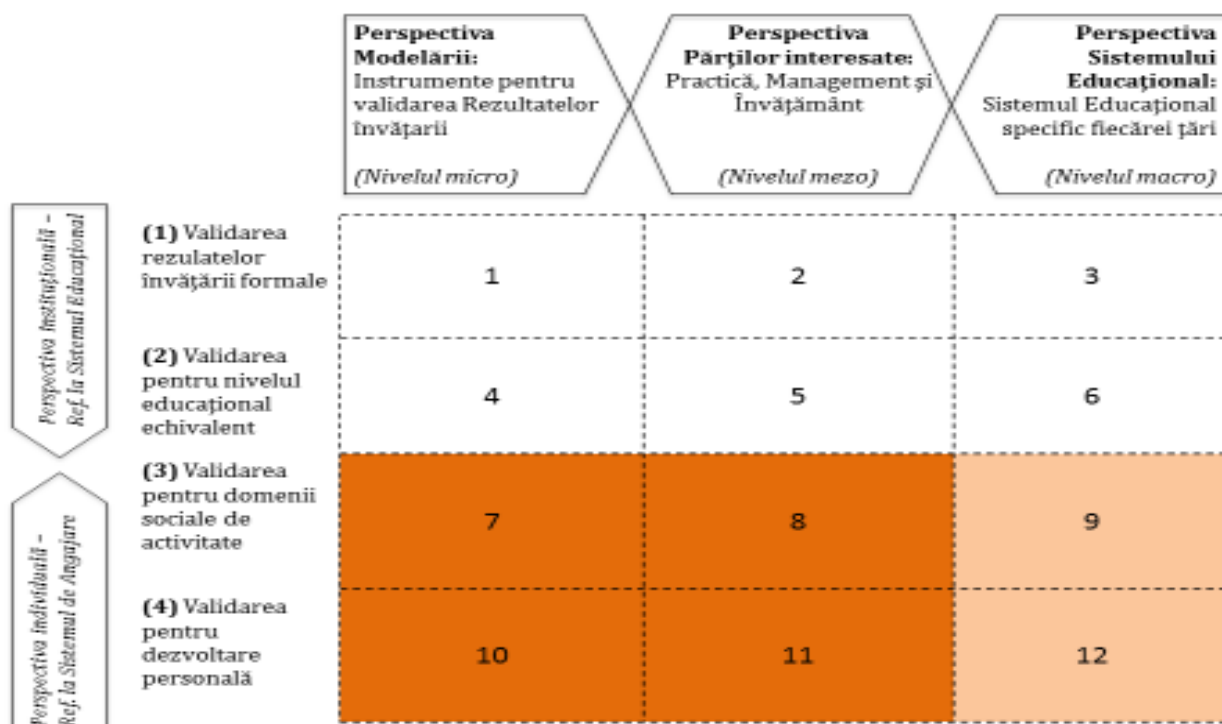 Perspectiva
Modelării:
Instrumente pentru
validarea Rezultatelor
învățarii
(Nivelul micro)
Perspectiva
Părților interesate:
Practică, Management și
Învățământ
(Nivelul mezo)
Perspectiva
Sistemului
Educațional:
Sistemul Educațional
specific fiecărei țări
(Nivelul macro)
Perspectiva Instituțională –
Ref. la Sistemul Educațional
(1) Validarea
rezulatelor
învățării formale
1
2
3
(2) Validarea
pentru nivelul
educațional
echivalent
4
5
6
Perspectiva Individuală –
Ref. la Sistemul de Angajare
(3) Validarea
pentru domenii
sociale de
activitate
7
8
9
(4) Validarea
pentru
dezvoltare
personală
10
11
12